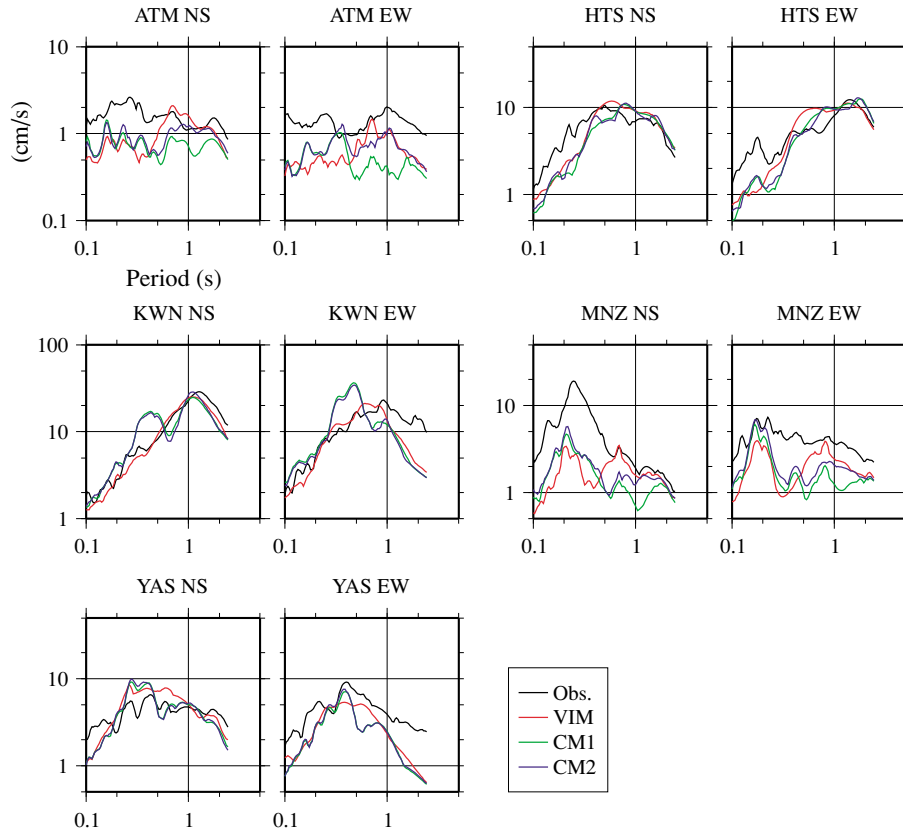 ATM NS
ATM EW
HTS NS
HTS EW
10
1
0.1
(cm/s)
10
1
0.1
1
0.1
1
0.1
1
0.1
1
Period (s)
KWN NS
KWN EW
MNZ NS
MNZ EW
100
10
1
10
1
0.1
1
0.1
1
0.1
1
0.1
1
YAS NS
YAS EW
10
1
0.1
1
0.1
1
Obs.
VIM
CM1
CM2